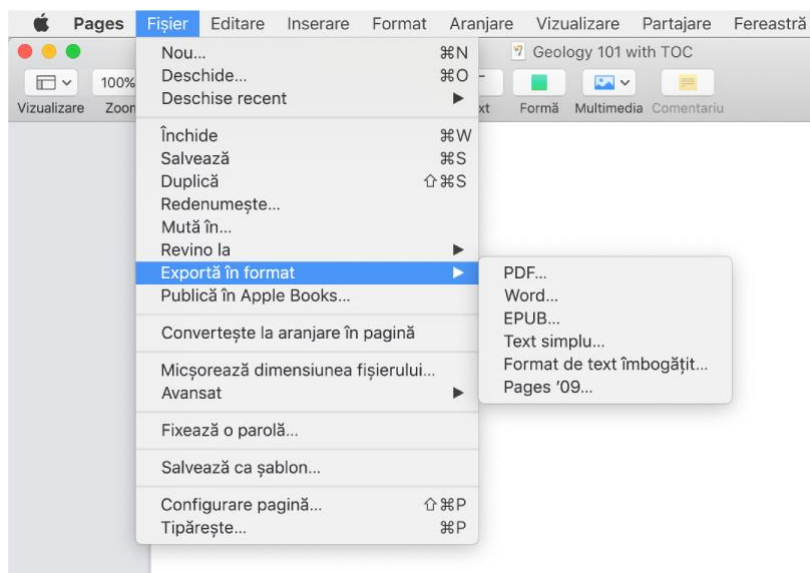 Pages Fișier Editare Inserare Format Aranjare Vizualizare Partajare Fereastră
Geology 101 with TOC
100%
Vizualizare Zoom Formă Multimedia Comentariu
Nou... ⌘N
Deschide... ⌘O
Deschise recent ▶
Închide ⌘W
Salvează ⌘S
Duplică ⇧⌘S
Redenumește...
Mută în...
Revino la ▶
Exportă în format ▶
PDF...
Word...
EPUB...
Text simplu...
Format de text îmbogățit...
Pages ’09...
Publică în Apple Books...
Convertește la aranjare în pagină
Micșorează dimensiunea fișierului...
Avansat ▶
Fixează o parolă...
Salvează ca șablon...
Configurare pagină... ⇧⌘P
Tipărește... ⌘P